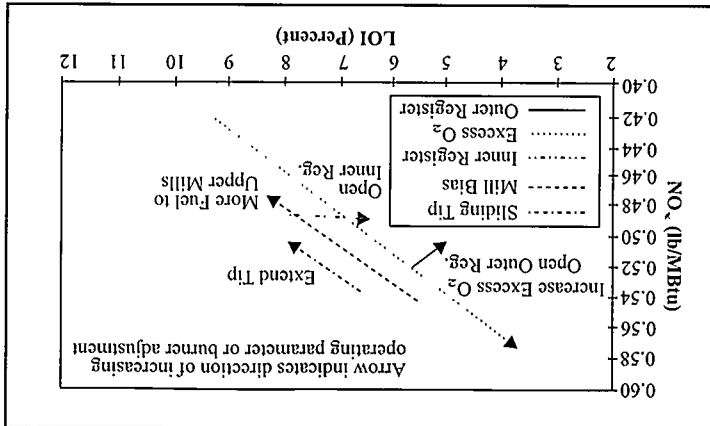 NOₓ (lb/MBtu)
0.60
0.58
0.56
0.54
0.52
0.50
0.48
0.46
0.44
0.42
0.40
Arrow indicates direction of increasing
operating parameter or burner adjustment
Increase Excess O₂
Extend Tip
Open Outer
Reg.
More Fuel to
Upper Mills
Open
Inner Reg.
Sliding Tip
Mill Bias
Inner Register
Excess O₂
Outer Register
2 3 4 5 6 7 8 9 10 11 12
LOI (Percent)